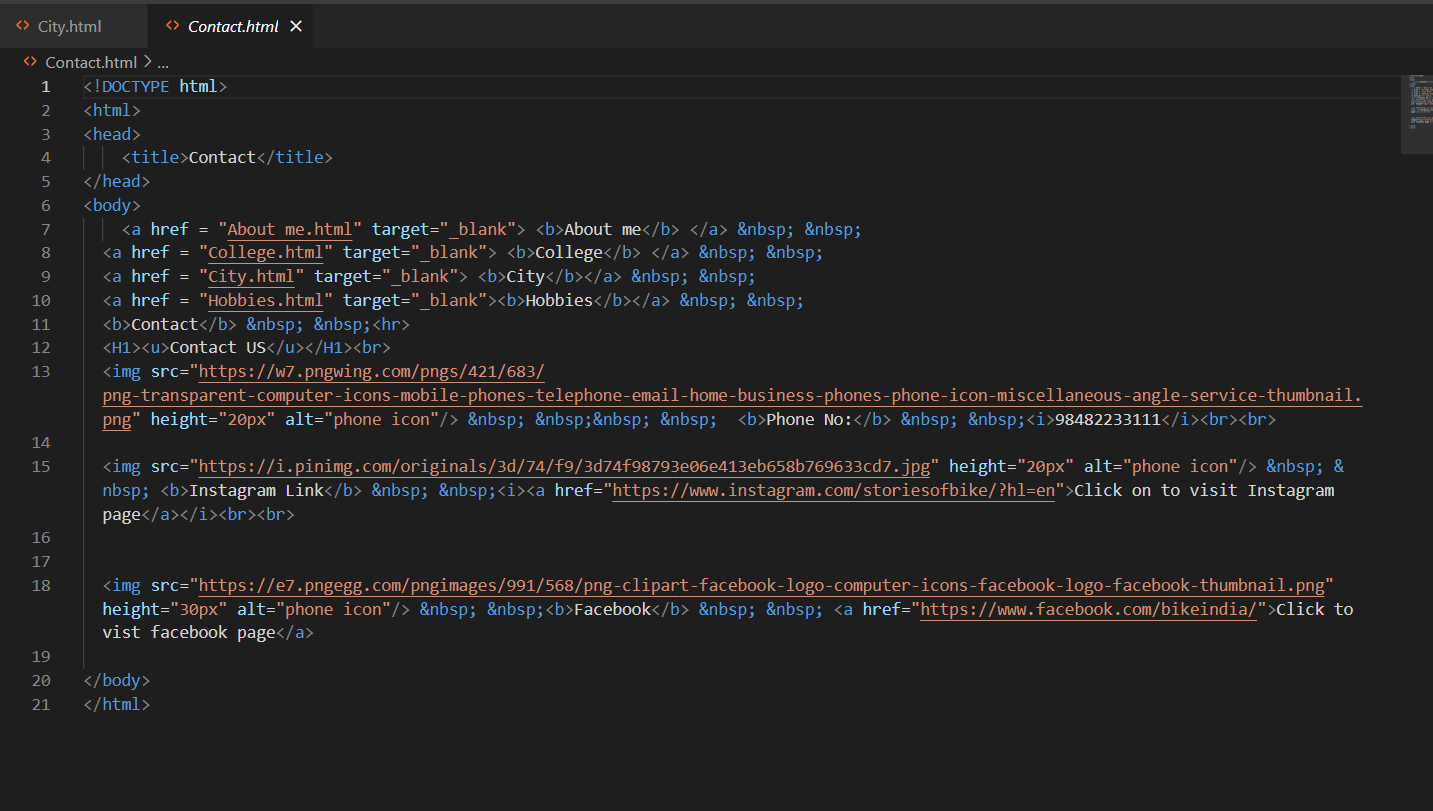 City.html
Contact.html
Contact.html > ...
1 <!DOCTYPE html>
2 <html>
3 <head>
4 <title>Contact</title>
5 </head>
6 <body>
7 <a href = "About me.html" target="_blank"> <b>About me</b> </a> &nbsp; &nbsp;
8 <a href = "College.html" target="_blank"> <b>College</b> </a> &nbsp; &nbsp;
9 <a href = "City.html" target="_blank"> <b>City</b></a> &nbsp; &nbsp;
10 <a href = "Hobbies.html" target="_blank"><b>Hobbies</b></a> &nbsp; &nbsp;
11 <b>Contact</b> &nbsp; &nbsp;<hr>
12 <H1><u>Contact US</u></H1><br>
13 <img src="https://w7.pngwing.com/pngs/421/683/
png-transparent-computer-icons-mobile-phones-telephone-email-home-business-phones-phone-icon-miscellaneous-angle-service-thumbnail.
png" height="20px" alt="phone icon"/> &nbsp; &nbsp;&nbsp; &nbsp;  <b>Phone No:</b> &nbsp; &nbsp;<i>98482233111</i><br><br>
14
15 <img src="https://i.pinimg.com/originals/3d/74/f9/3d74f98793e06e413eb658b769633cd7.jpg" height="20px" alt="phone icon"/> &nbsp; &
nbsp; <b>Instagram Link</b> &nbsp; &nbsp;<i><a href="https://www.instagram.com/storiesofbike/?hl=en">Click on to visit Instagram
page</a></i><br><br>
16
17
18 <img src="https://e7.pngegg.com/pngimages/991/568/png-clipart-facebook-logo-computer-icons-facebook-logo-facebook-thumbnail.png"
height="30px" alt="phone icon"/> &nbsp; &nbsp;<b>Facebook</b> &nbsp; &nbsp; <a href="https://www.facebook.com/bikeindia/">Click to
vist facebook page</a>
19
20 </body>
21 </html>